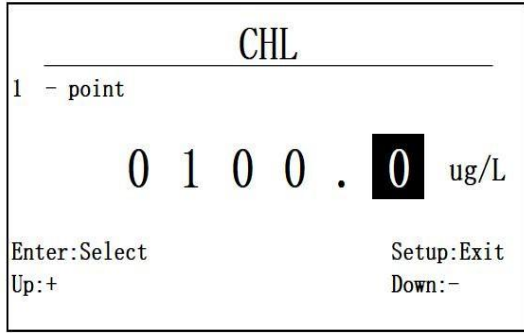 CHL
1 - point
0 1 0 0 . 0 ug/L
Enter:Select Setup:Exit
Up:+ Down:-